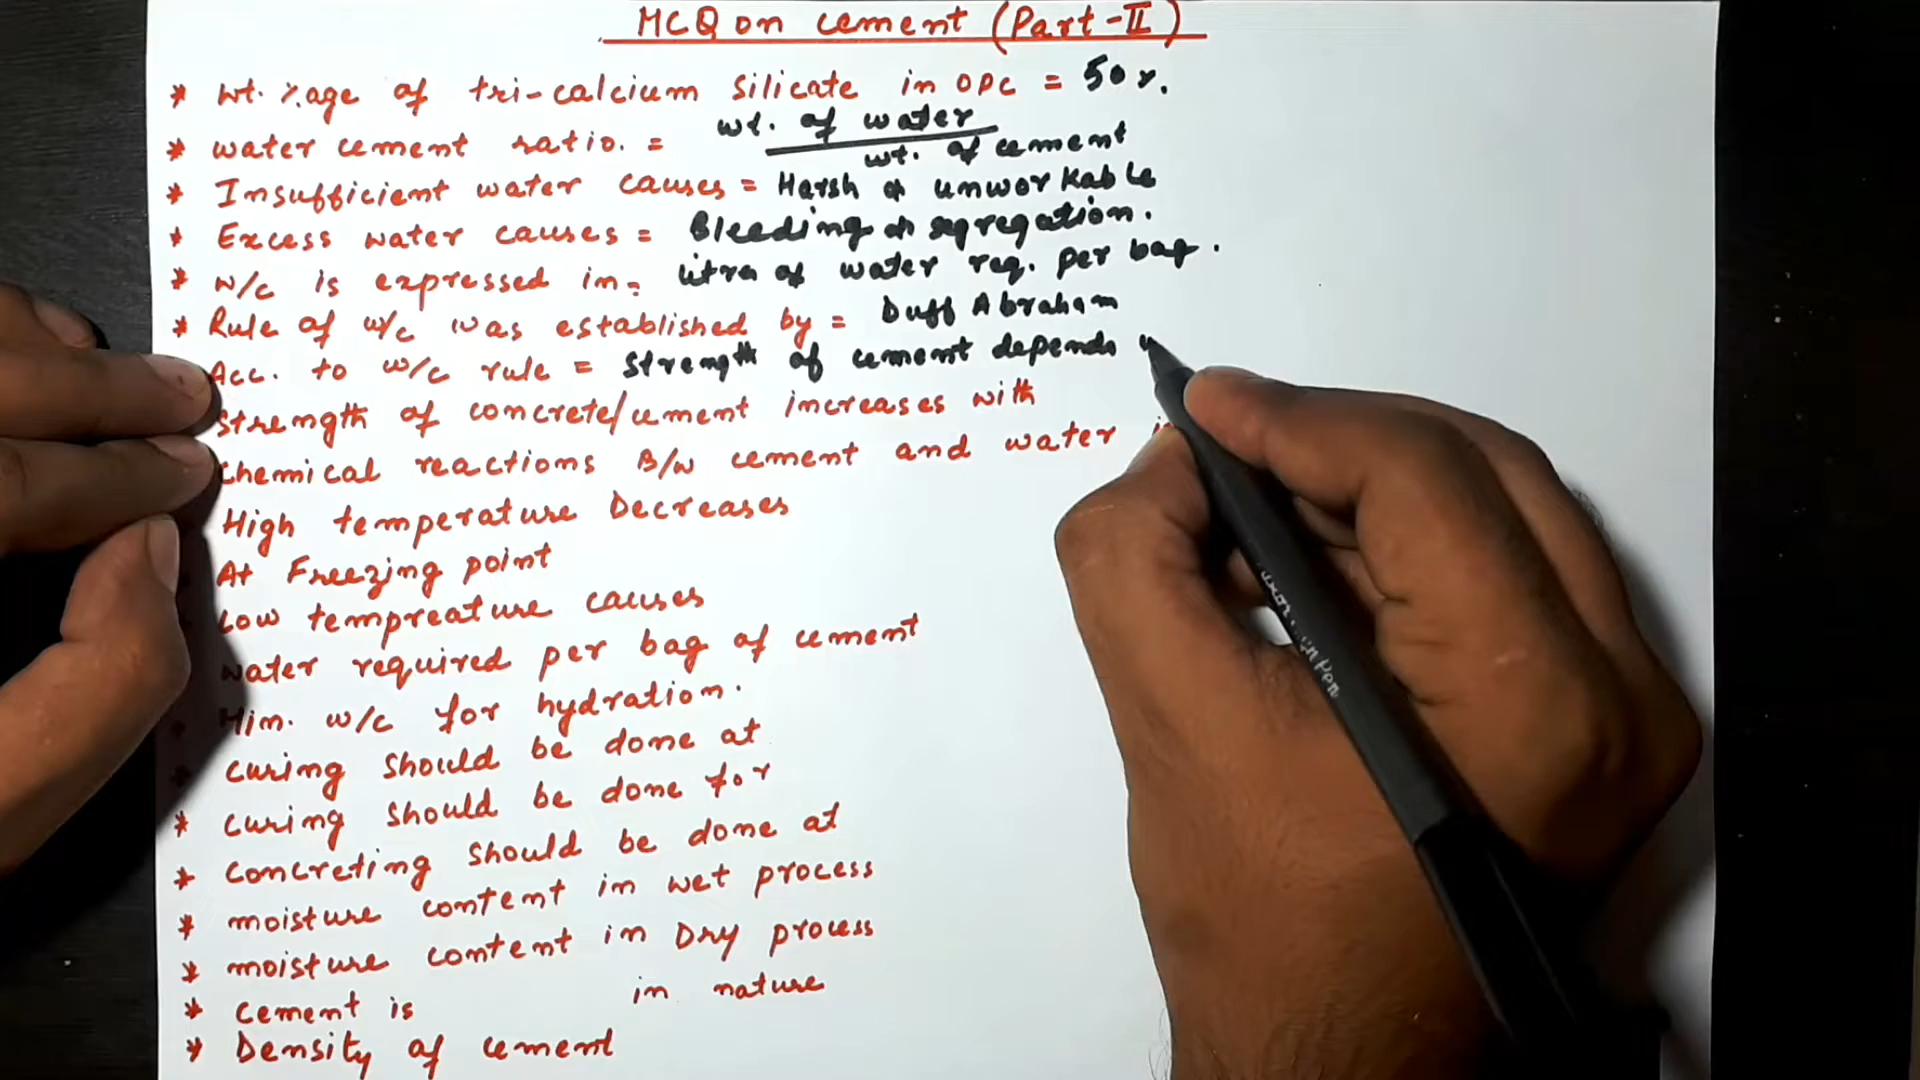 MCQ on cement (Part-II)
* wt. %age of tri-calcium silicate in OPC = 50%.
* water cement ratio. = wt. of water
wt. of cement
* Insufficient water causes = Harsh & unworkable
* Excess water causes = Bleeding & segregation.
* W/C is expressed in = litres of water req. per bag.
* Rule of w/c was established by = Duff Abraham
Acc. to w/c rule = strength of cement depends
strength of concrete/cement increases with
chemical reactions B/w cement and water
High temperature Decreases
At Freezing point
Low tempreature causes
water required per bag of cement
Min. w/c for hydration.
curing should be done at
* curing should be done for
* concreting should be done at
* moisture content in wet process
* moisture content in Dry process
* cement is in nature
* Density of cement